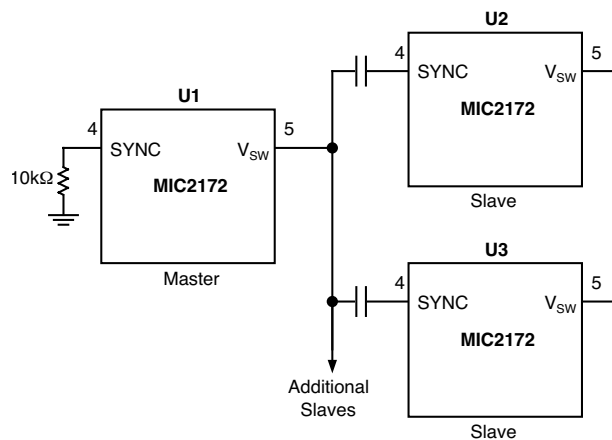 U1
4
5
SYNC
V_SW
MIC2172
10kΩ
Master
U2
4
5
SYNC
V_SW
MIC2172
Slave
U3
4
5
SYNC
V_SW
MIC2172
Slave
Additional
Slaves